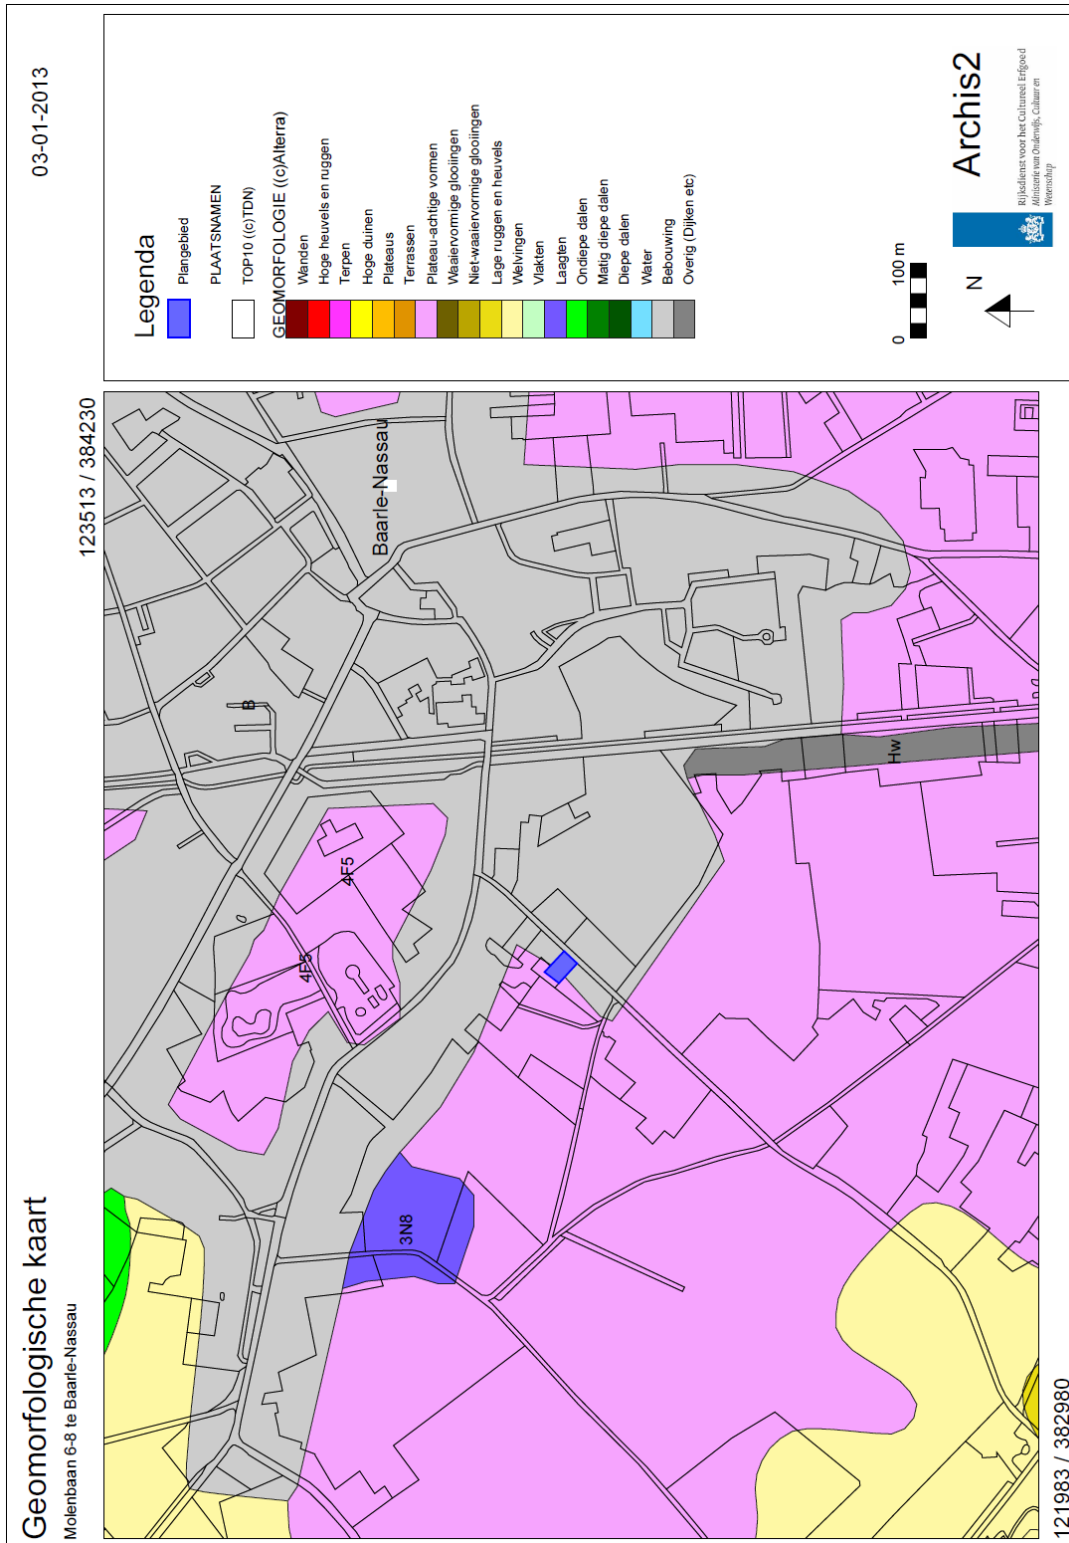 Geomorfologische kaart
03-01-2013
Molenbaan 6-8 te Baarle-Nassau
123513 / 384230
B
Baarle-Nassau
4F5
4F5
3N8
Hw
121983 / 382980
Legenda
Plangebied
PLAATSNAMEN
TOP10 ((c)TDN)
GEOMORFOLOGIE ((c)Alterra)
Wanden
Hoge heuvels en ruggen
Terpen
Hoge duinen
Plateaus
Terrassen
Plateau-achtige vormen
Waaiervormige glooiingen
Niet-waaiervormige glooiingen
Lage ruggen en heuvels
Welvingen
Vlakten
Laagten
Ondiepe dalen
Matig diepe dalen
Diepe dalen
Water
Bebouwing
Overig (Dijken etc)
0
100 m
N
Archis2
Rijksdienst voor het Cultureel Erfgoed
Ministerie van Onderwijs, Cultuur en
Wetenschap